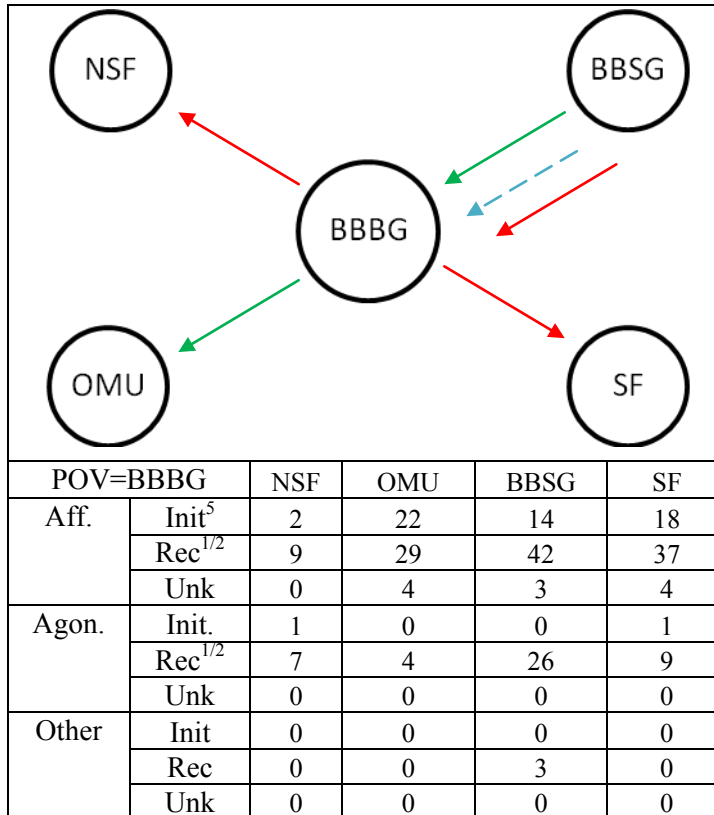 NSF BBSG
BBBG
OMU SF
POV=BBBG NSF OMU BBSG SF
Aff. Init⁵ 2 22 14 18
Rec¹/² 9 29 42 37
Unk 0 4 3 4
Agon. Init. 1 0 0 1
Rec¹/² 7 4 26 9
Unk 0 0 0 0
Other Init 0 0 0 0
Rec 0 0 3 0
Unk 0 0 0 0